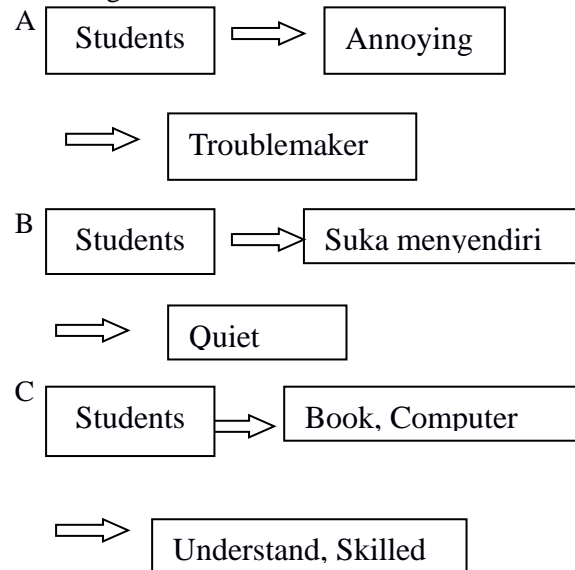 A Students Annoying
Troublemaker
B Students Suka menyendiri
Quiet
C Students Book, Computer
Understand, Skilled